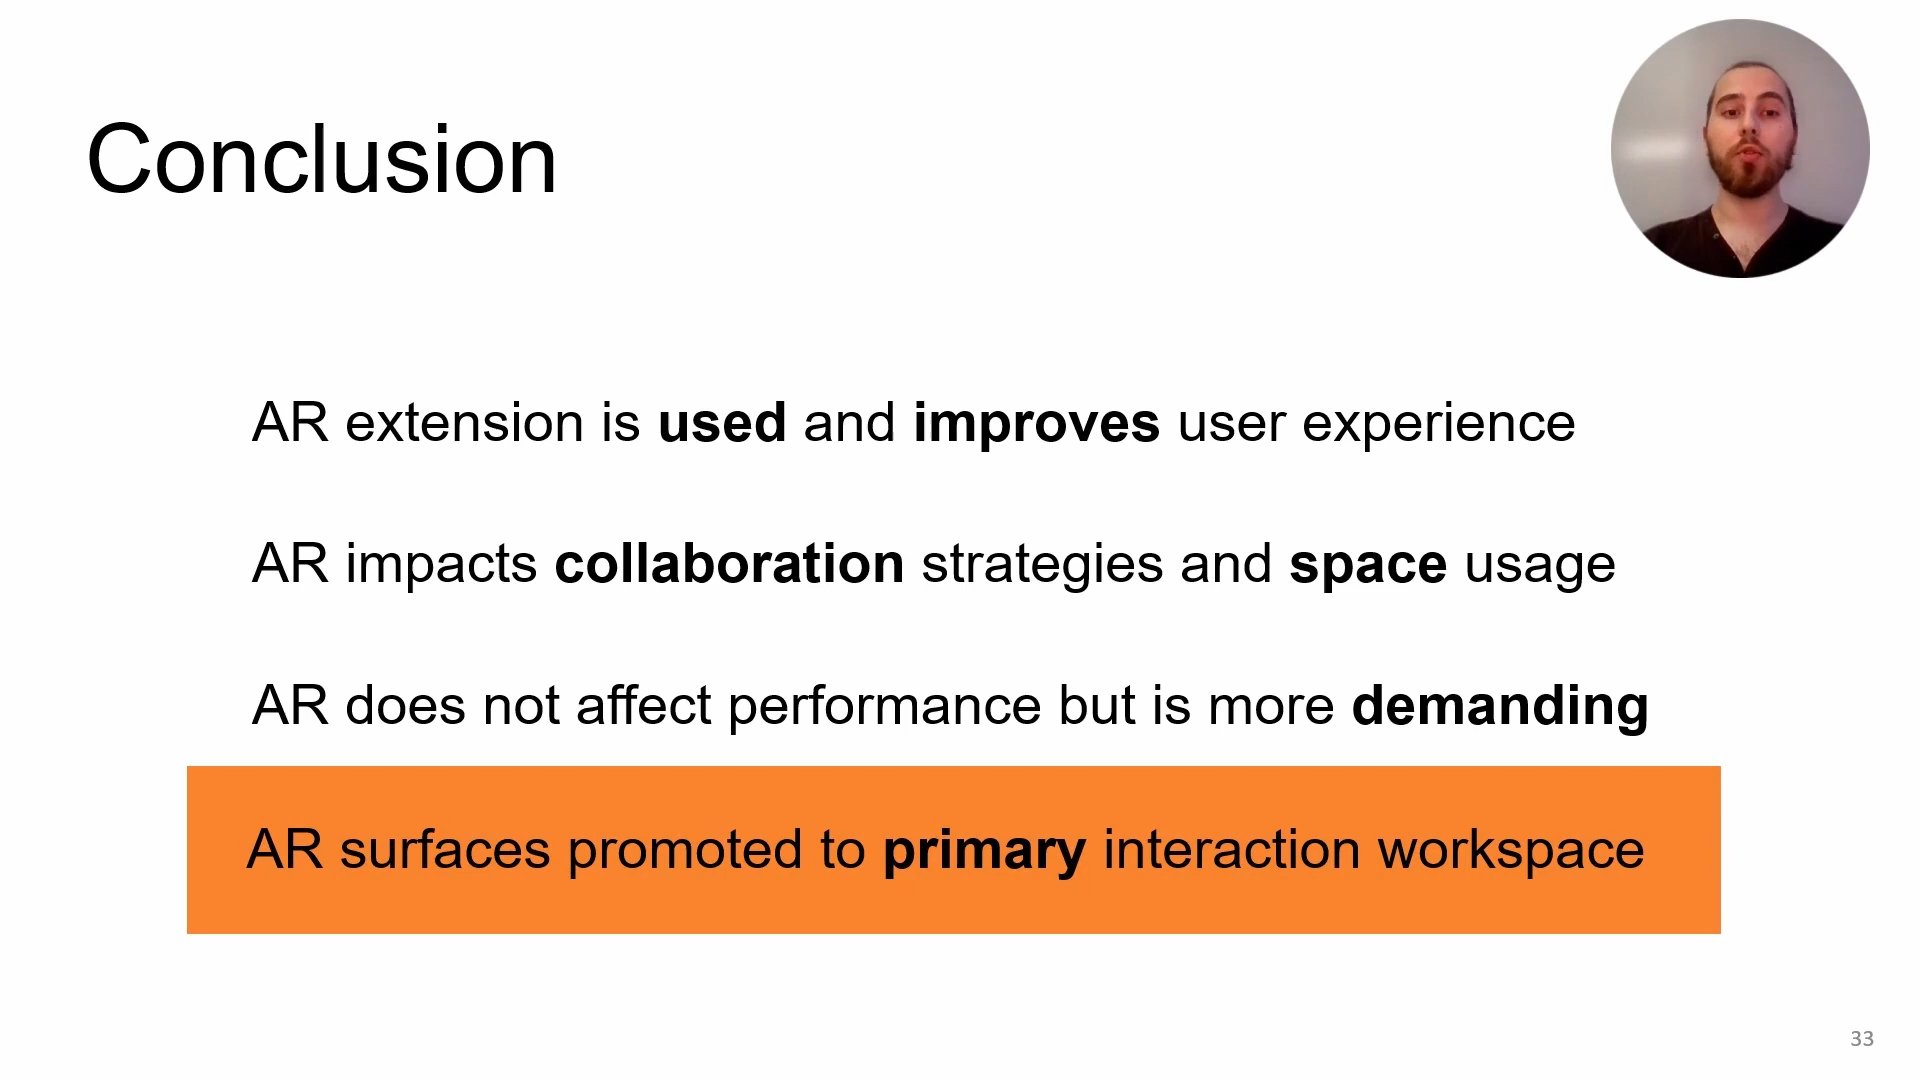 Conclusion
AR extension is used and improves user experience
AR impacts collaboration strategies and space usage
AR does not affect performance but is more demanding
AR surfaces promoted to primary interaction workspace
33